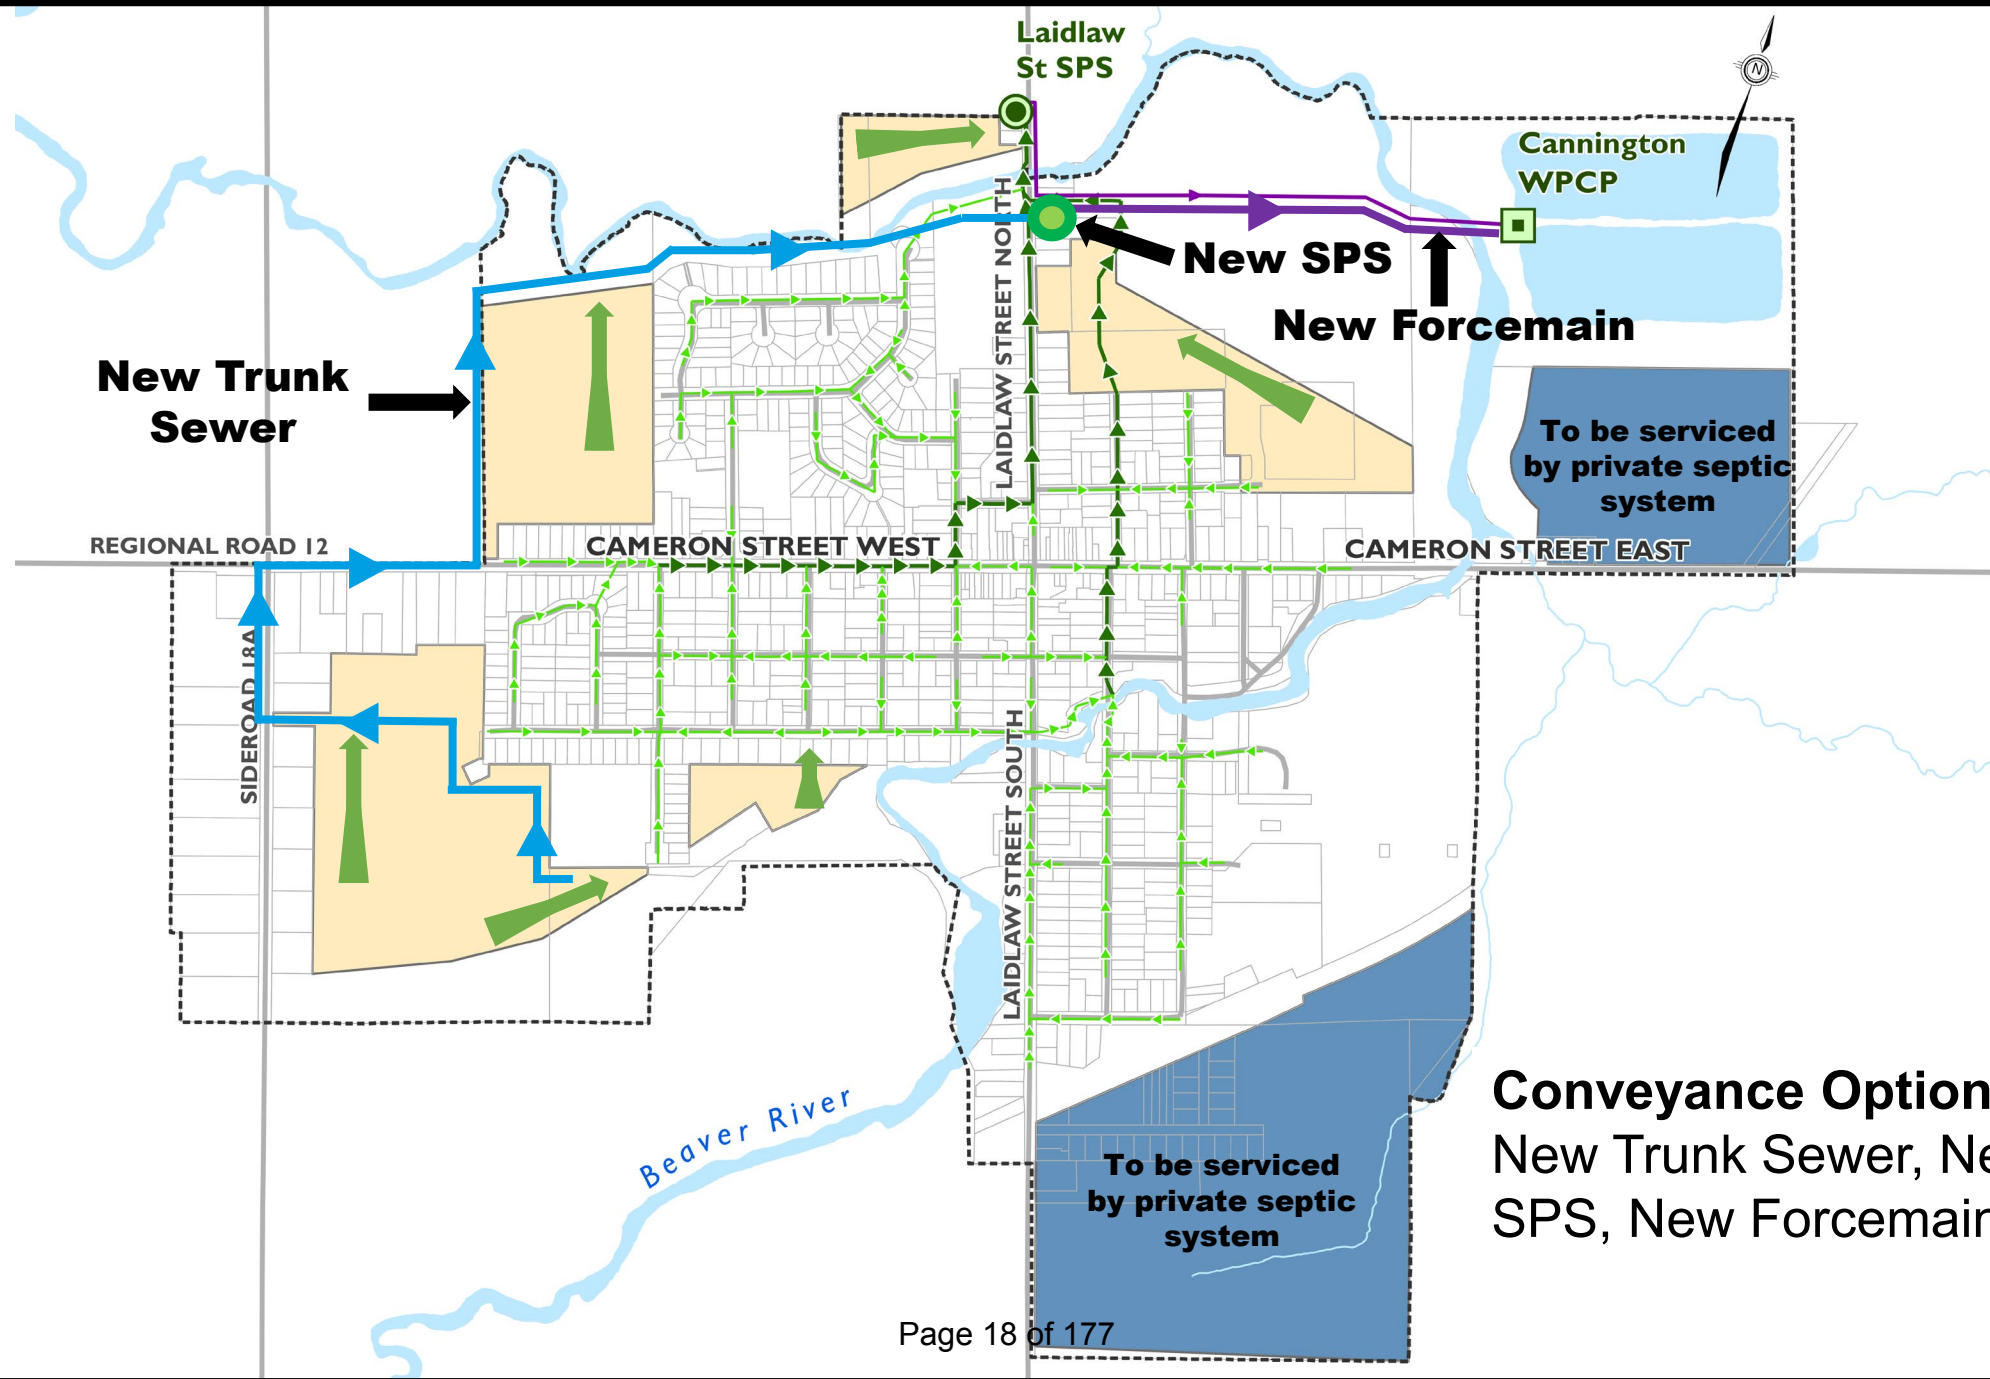 Laidlaw
St SPS
N
Cannington
WPCP
LAIDLAW STREET NORTH
New SPS
New Forcemain
New Trunk
Sewer
To be serviced
by private septic
system
REGIONAL ROAD 12
CAMERON STREET WEST
CAMERON STREET EAST
SIDEROAD 18A
LAIDLAW STREET SOUTH
Beaver River
Conveyance Option
New Trunk Sewer, Ne
SPS, New Forcemain
To be serviced
by private septic
system
Page 18 of 177